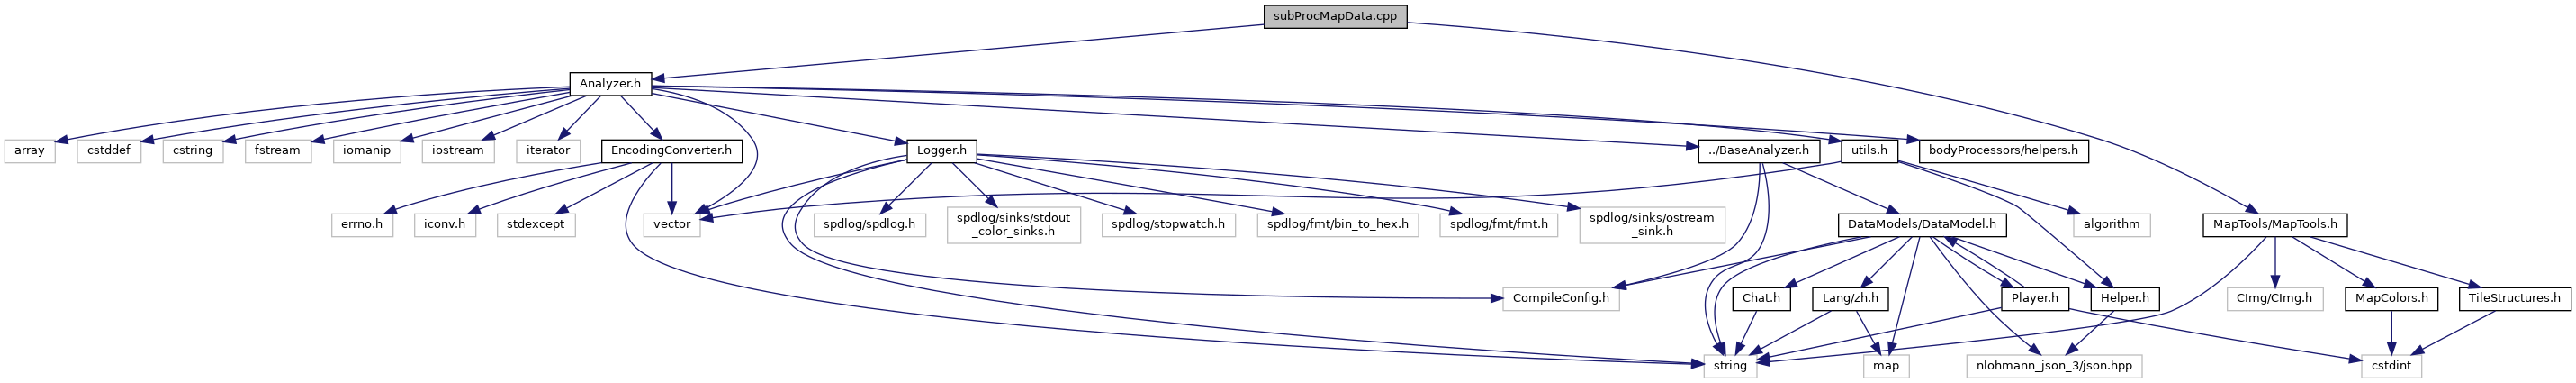 subProcMapData.cpp
Analyzer.h
array
cstddef
cstring
fstream
iomanip
iostream
iterator
EncodingConverter.h
Logger.h
../BaseAnalyzer.h
utils.h
bodyProcessors/helpers.h
errno.h
iconv.h
stdexcept
vector
spdlog/spdlog.h
spdlog/sinks/stdout
_color_sinks.h
spdlog/stopwatch.h
spdlog/fmt/bin_to_hex.h
spdlog/fmt/fmt.h
spdlog/sinks/ostream
_sink.h
DataModels/DataModel.h
algorithm
MapTools/MapTools.h
CompileConfig.h
Chat.h
Lang/zh.h
Player.h
Helper.h
CImg/CImg.h
MapColors.h
TileStructures.h
string
map
nlohmann_json_3/json.hpp
cstdint